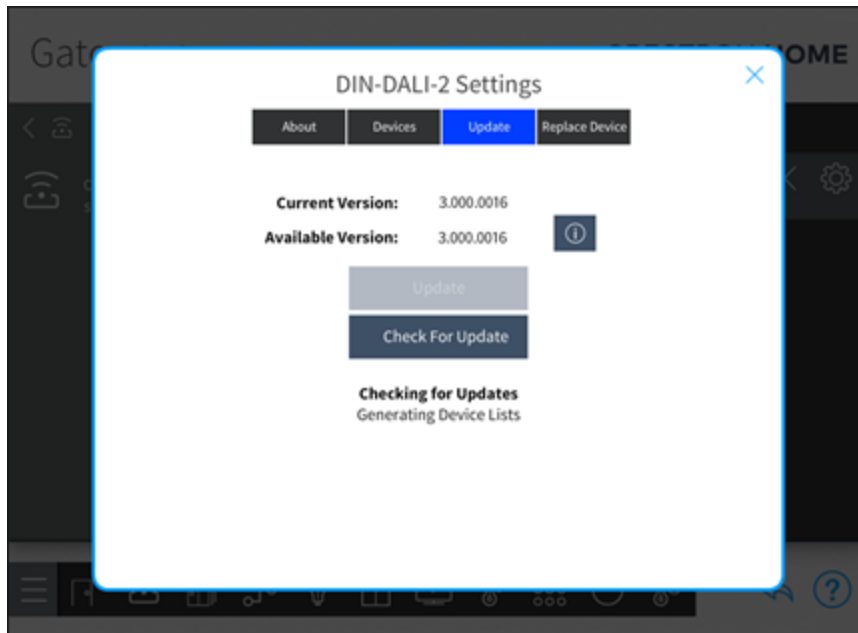 DIN-DALI-2 Settings
About Devices Update Replace Device
Current Version: 3.000.0016
Available Version: 3.000.0016
Update
Check For Update
Checking for Updates
Generating Device Lists